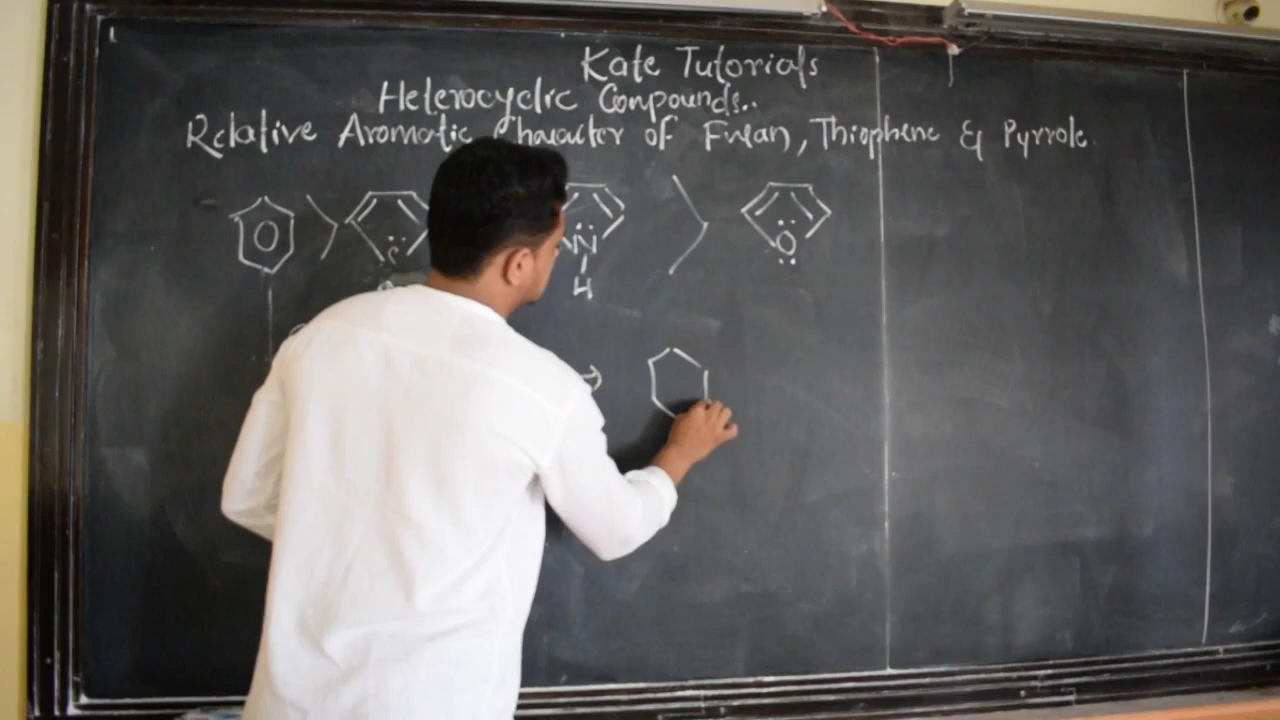 Kate Tutorials
Heterocyclic Compounds..
Relative Aromatic Character of Furan, Thiophene & Pyrrole.
S N O
H